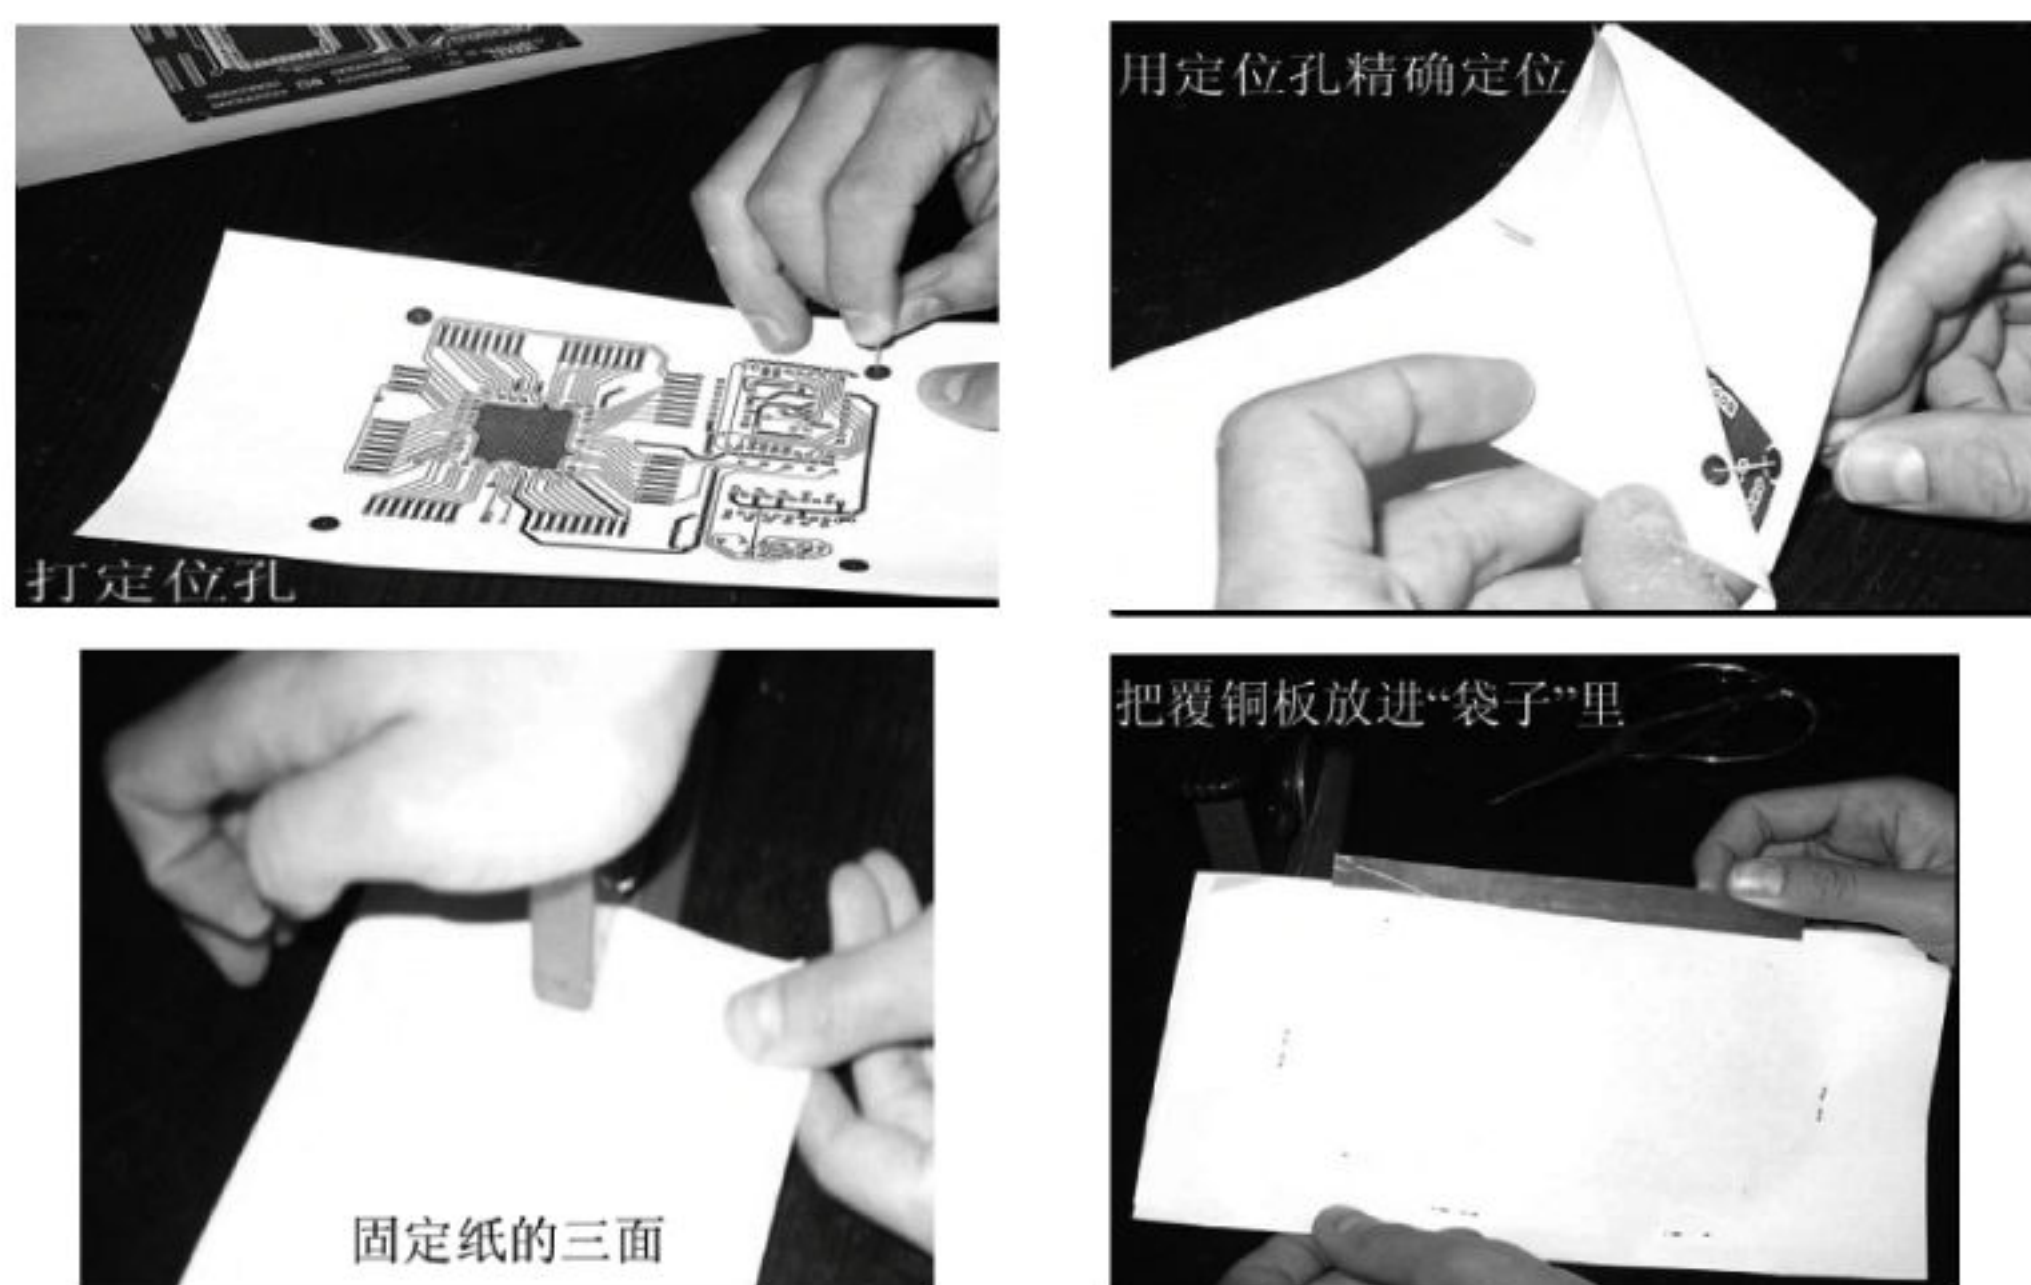 打定位孔
用定位孔精确定位
固定纸的三面
把覆铜板放进“袋子”里